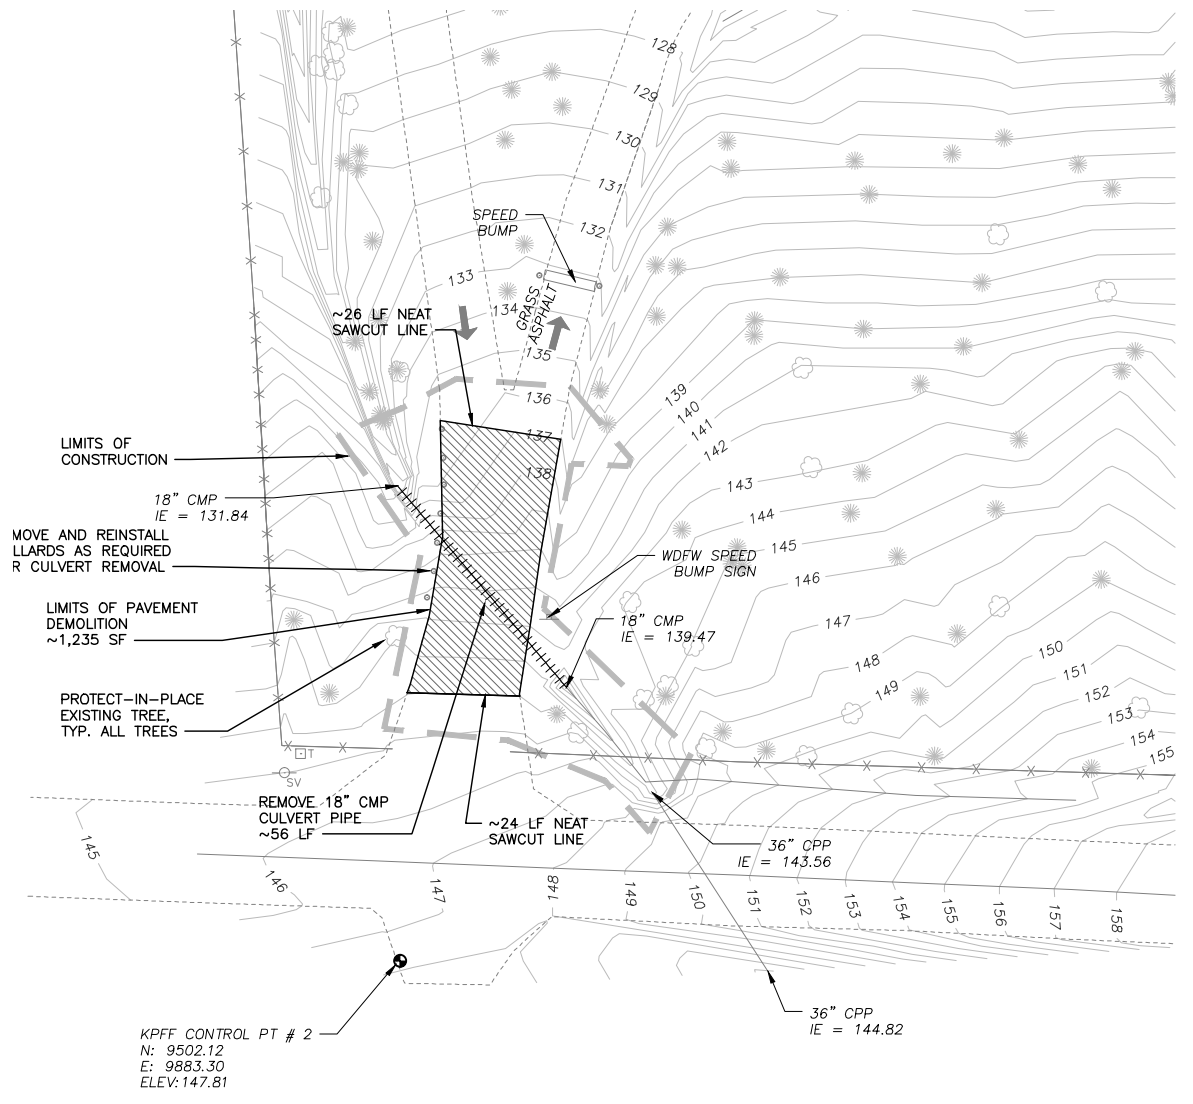 128
129
130
131
132
SPEED
BUMP
133
134
GRASS
ASPHALT
~26 LF NEAT
SAWCUT LINE
135
136
137
138
139
140
141
142
143
144
145
146
147
148
149
150
151
152
153
154
155
LIMITS OF
CONSTRUCTION
18" CMP
IE = 131.84
MOVE AND REINSTALL
LLARDS AS REQUIRED
R CULVERT REMOVAL
WDFW SPEED
BUMP SIGN
LIMITS OF PAVEMENT
DEMOLITION
~1,235 SF
18" CMP
IE = 139.47
PROTECT-IN-PLACE
EXISTING TREE,
TYP. ALL TREES
T
SV
REMOVE 18" CMP
CULVERT PIPE
~56 LF
~24 LF NEAT
SAWCUT LINE
36" CPP
IE = 143.56
145
146
147
148
149
150
151
152
153
154
155
156
157
158
36" CPP
IE = 144.82
KPFF CONTROL PT # 2
N: 9502.12
E: 9883.30
ELEV:147.81